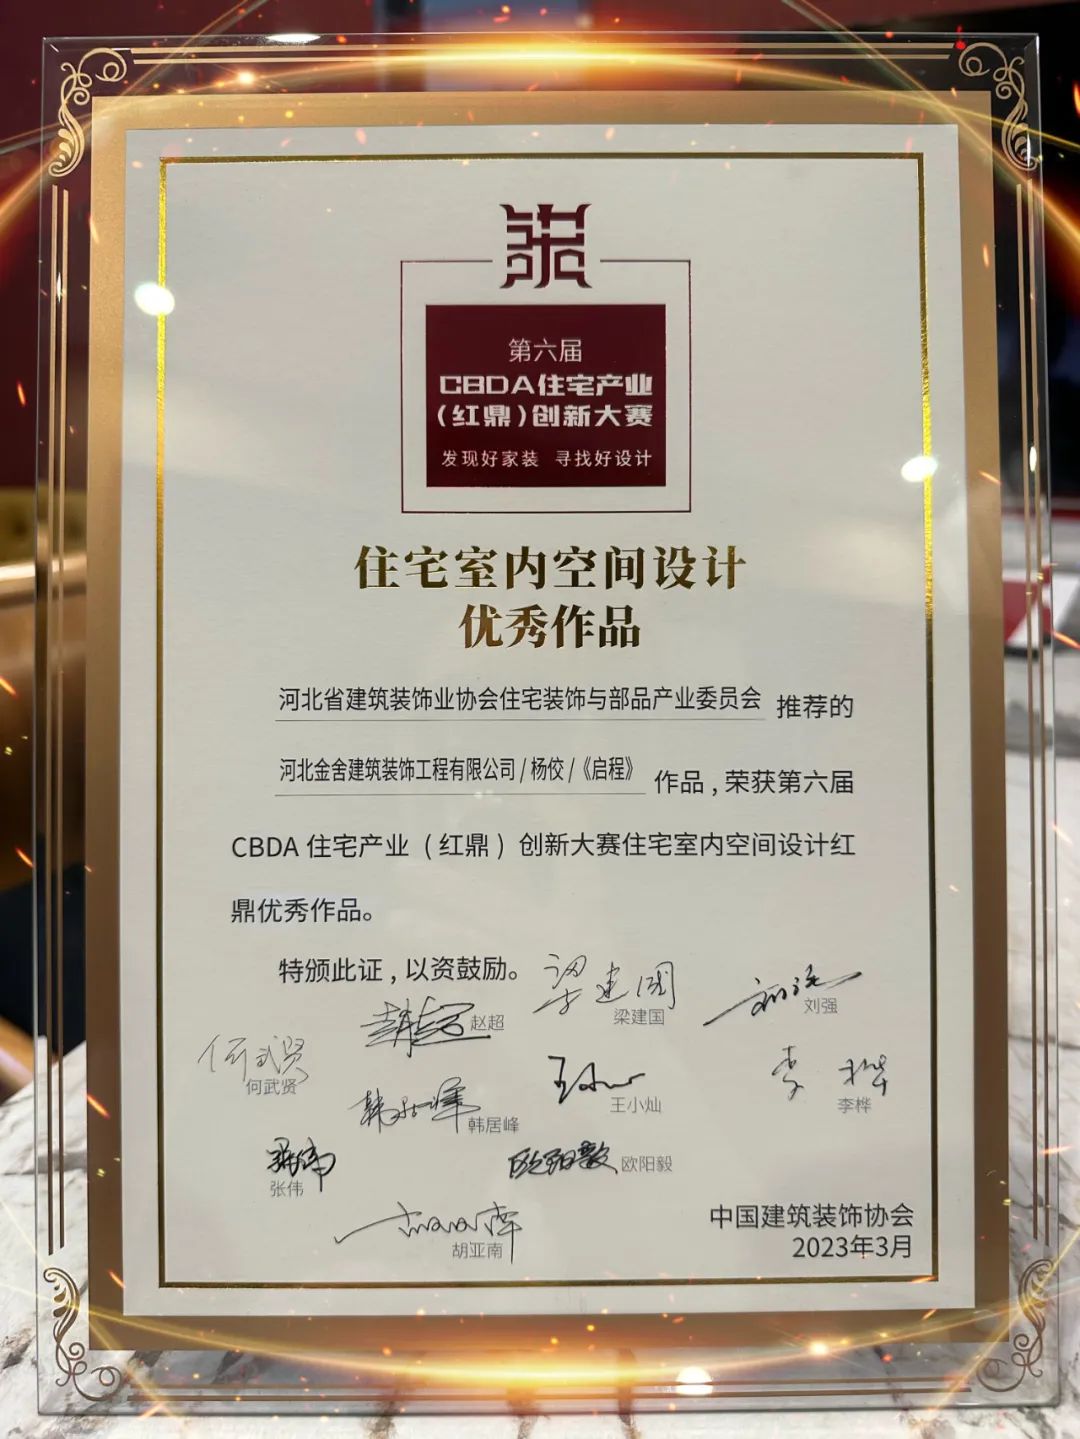 第六届
CBDA住宅产业
（红鼎）创新大赛
发现好家装 寻找好设计
住宅室内空间设计
优秀作品
河北省建筑装饰业协会住宅装饰与部品产业委员会 推荐的
河北金舍建筑装饰工程有限公司/杨佼/《启程》 作品，荣获第六届
CBDA 住宅产业（红鼎）创新大赛住宅室内空间设计红
鼎优秀作品。
特颁此证，以资鼓励。
梁建国
刘强
赵超
何武贤
王小灿
李桦
韩居峰
张伟
欧阳毅
胡亚南
中国建筑装饰协会
2023年3月